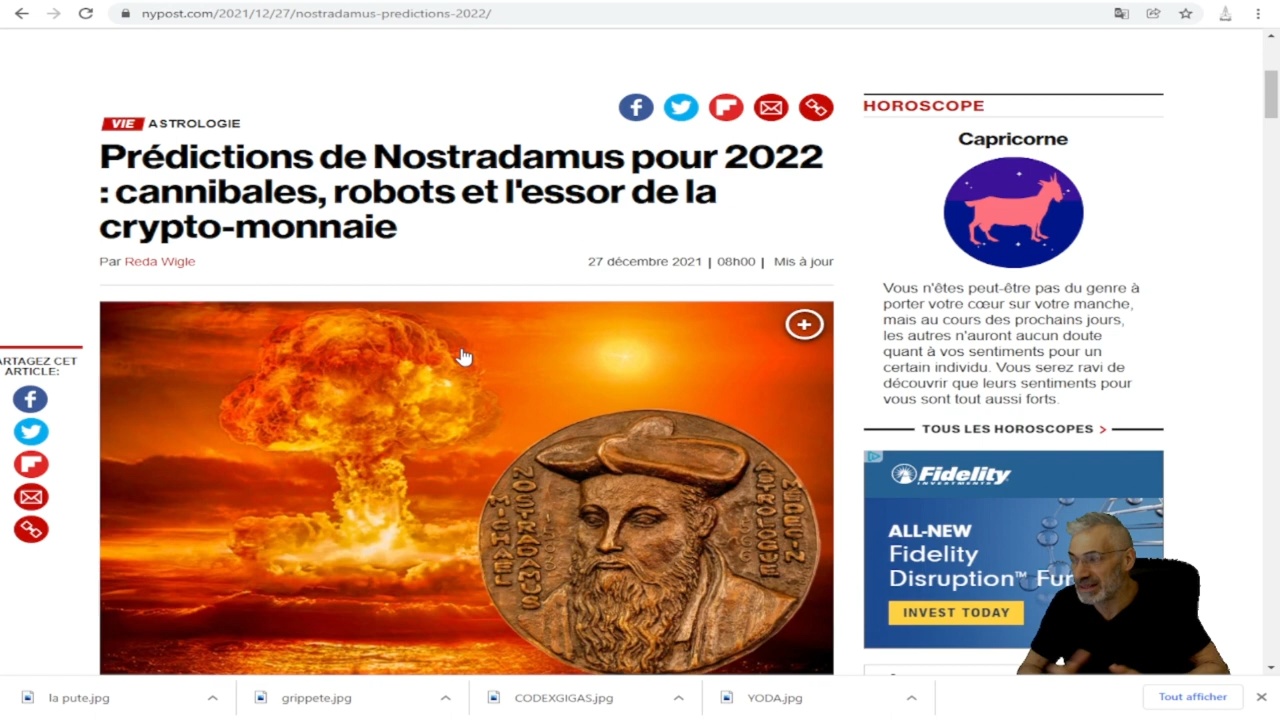 nypost.com/2021/12/27/nostradamus-predictions-2022/
VIE ASTROLOGIE
Prédictions de Nostradamus pour 2022
: cannibales, robots et l'essor de la
crypto-monnaie
Par Reda Wigle
27 décembre 2021 | 08h00 | Mis à jour
ARTAGEZ CET
ARTICLE:
MICHAEL
NOSTRADAMUS
ASTROLOGUE
HOROSCOPE
Capricorne
Vous n'êtes peut-être pas du genre à
porter votre cœur sur votre manche,
mais au cours des prochains jours,
les autres n'auront aucun doute
quant à vos sentiments pour un
certain individu. Vous serez ravi de
découvrir que leurs sentiments pour
vous sont tout aussi forts.
TOUS LES HOROSCOPES >
Fidelity
INVESTMENTS
ALL-NEW
Fidelity
Disruption™ Fu
INVEST TODAY
la pute.jpg
grippete.jpg
CODEXGIGAS.jpg
YODA.jpg
Tout afficher